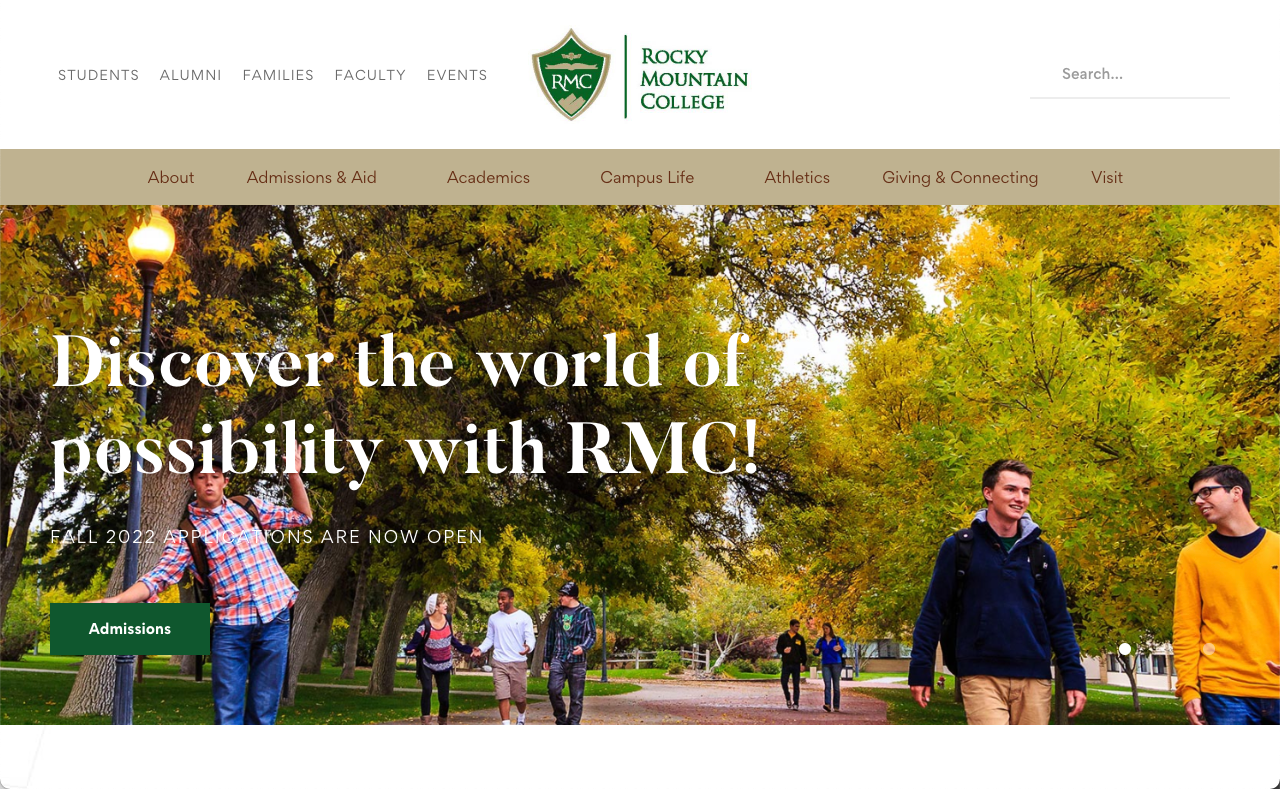 STUDENTS ALUMNI FAMILIES FACULTY EVENTS
RMC
ROCKY
MOUNTAIN
COLLEGE
Search...
About Admissions & Aid Academics Campus Life Athletics Giving & Connecting Visit
Discover the world of
possibility with RMC!
FALL 2022 APPLICATIONS ARE NOW OPEN
Admissions